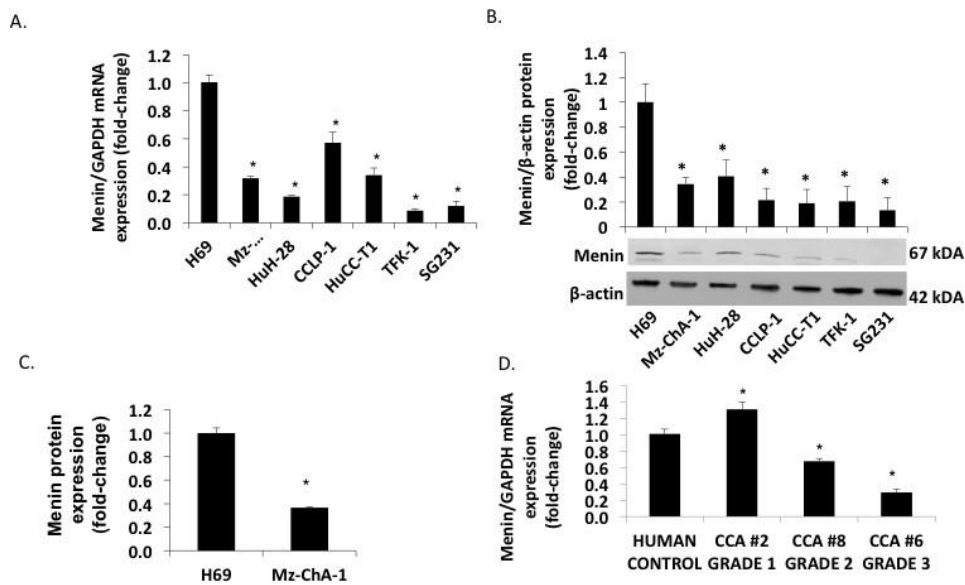 A.
Menin/GAPDH mRNA
expression (fold-change)
1.2
1.0
0.8
0.6
0.4
0.2
0.0
* * * * * *
H69
Mz-...
HuH-28
CCLP-1
HuCC-T1
TFK-1
SG231
B.
Menin/β-actin protein
expression
(fold-change)
1.4
1.2
1
0.8
0.6
0.4
0.2
0
* * * * * *
Menin
67 kDA
β-actin
42 kDA
H69
Mz-ChA-1
HuH-28
CCLP-1
HuCC-T1
TFK-1
SG231
C.
Menin protein
expression
(fold-change)
1.2
1.0
0.8
0.6
0.4
0.2
0.0
*
H69 Mz-ChA-1
D.
Menin/GAPDH mRNA
expression
(fold-change)
1.6
1.4
1.2
1.0
0.8
0.6
0.4
0.2
0.0
* * *
HUMAN CCA #2 CCA #8 CCA #6
CONTROL GRADE 1 GRADE 2 GRADE 3